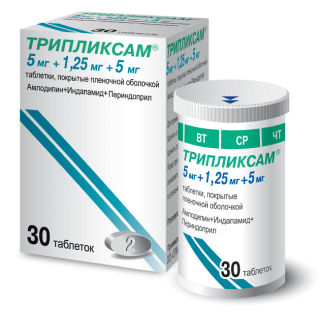 ТРИПЛИКСАМ®
5 мг + 1,25 мг + 5 мг
таблетки, покрытые пленочной оболочкой
Амлодипин+Индапамид+Периндоприл
30 таблеток
2
ВТ СР ЧТ
ТРИПЛИКСАМ®
5 мг + 1,25 мг + 5 мг
таблетки, покрытые
пленочной оболочкой
Амлодипин+Индапамид+
Периндоприл
30 таблеток